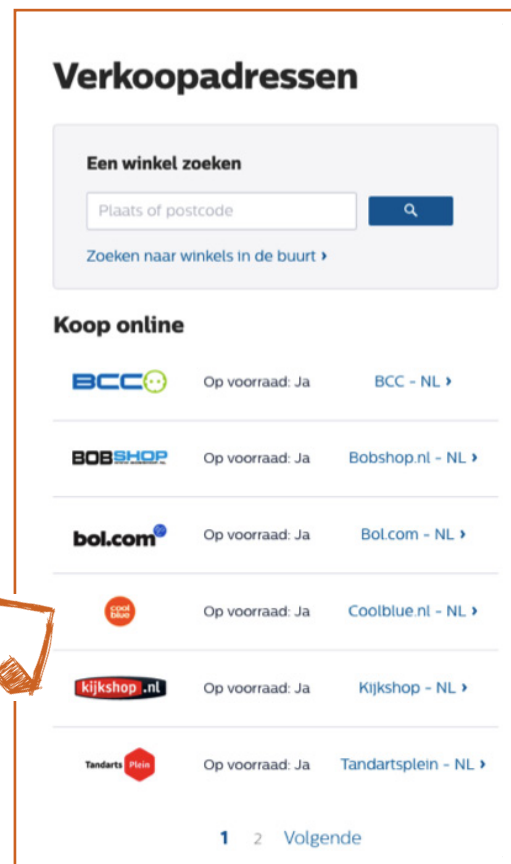 Verkoopadressen
Een winkel zoeken
Plaats of postcode
Zoeken naar winkels in de buurt ›
Koop online
BCC Op voorraad: Ja BCC - NL ›
BOBSHOP Op voorraad: Ja Bobshop.nl - NL ›
bol.com Op voorraad: Ja Bol.com - NL ›
cool blue Op voorraad: Ja Coolblue.nl - NL ›
kijkshop.nl Op voorraad: Ja Kijkshop - NL ›
Tandarts Plein Op voorraad: Ja Tandartsplein - NL ›
1 2 Volgende